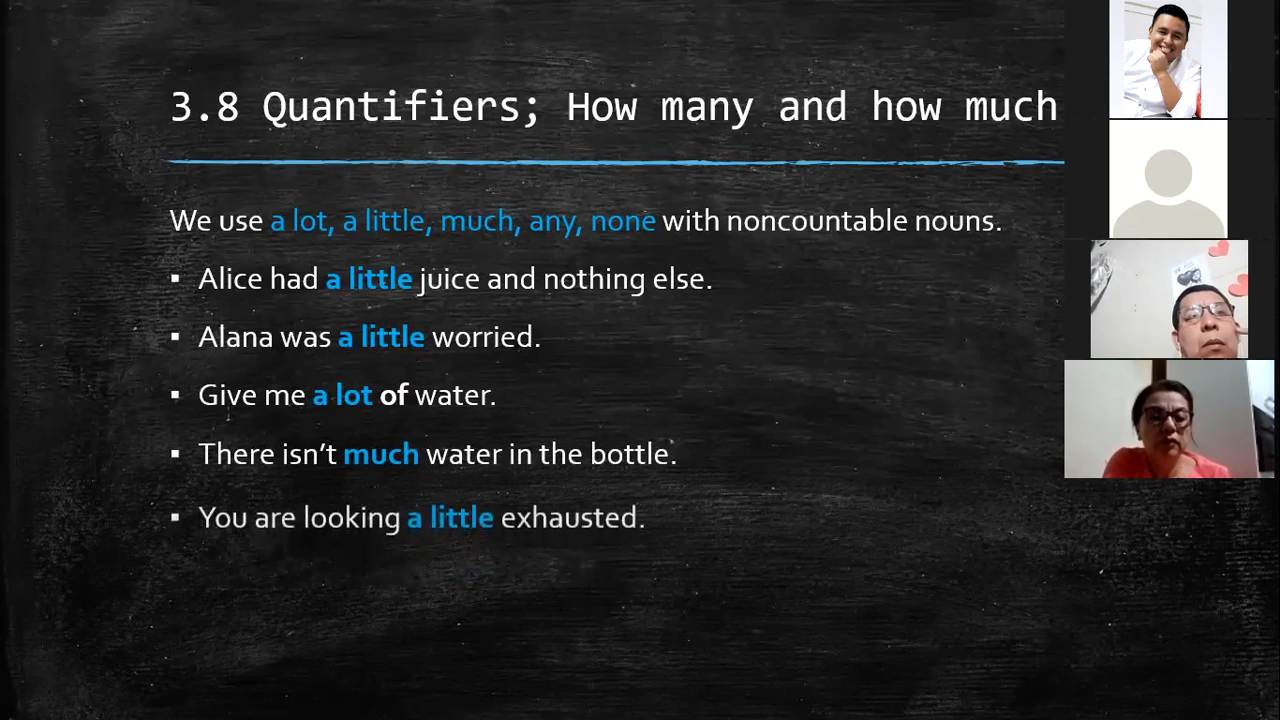 3.8 Quantifiers; How many and how much
We use a lot, a little, much, any, none with noncountable nouns.
▪ Alice had a little juice and nothing else.
▪ Alana was a little worried.
▪ Give me a lot of water.
▪ There isn’t much water in the bottle.
▪ You are looking a little exhausted.